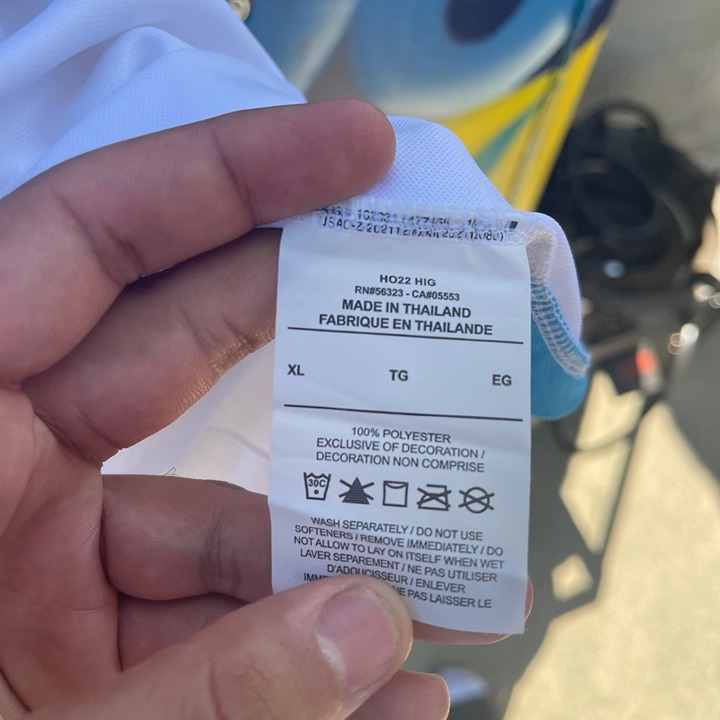 HO22 HIG
RN#56323 - CA#05553
MADE IN THAILAND
FABRIQUE EN THAILANDE
XL TG EG
100% POLYESTER
EXCLUSIVE OF DECORATION /
DECORATION NON COMPRISE
30C
WASH SEPARATELY / DO NOT USE
SOFTENERS / REMOVE IMMEDIATELY / DO
NOT ALLOW TO LAY ON ITSELF WHEN WET
LAVER SEPAREMENT / NE PAS UTILISER
D'ADOUCISSEUR / ENLEVER
NE PAS LAISSER LE